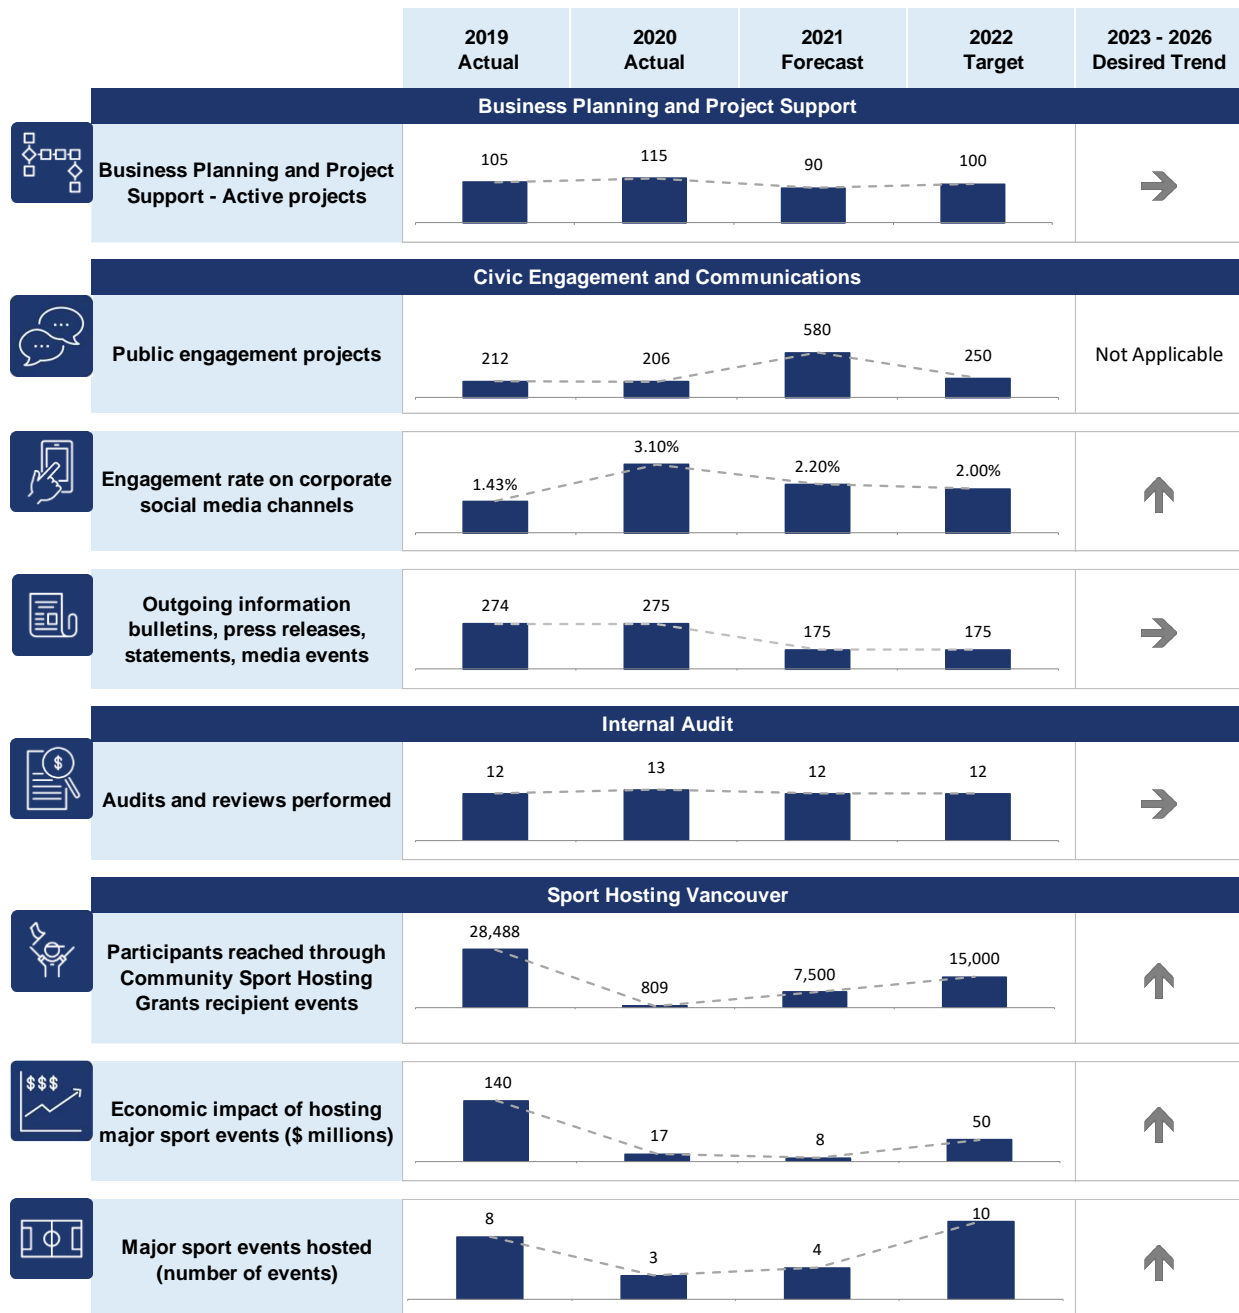 2019 2020 2021 2022 2023 - 2026
Actual Actual Forecast Target Desired Trend
Business Planning and Project Support
Business Planning and Project
Support - Active projects
105 115 90 100
Civic Engagement and Communications
Public engagement projects
212 206 580 250
Not Applicable
Engagement rate on corporate
social media channels
1.43% 3.10% 2.20% 2.00%
Outgoing information
bulletins, press releases,
statements, media events
274 275 175 175
Internal Audit
$
Audits and reviews performed
12 13 12 12
Sport Hosting Vancouver
Participants reached through
Community Sport Hosting
Grants recipient events
28,488 809 7,500 15,000
$$$
Economic impact of hosting
major sport events ($ millions)
140 17 8 50
Major sport events hosted
(number of events)
8 3 4 10